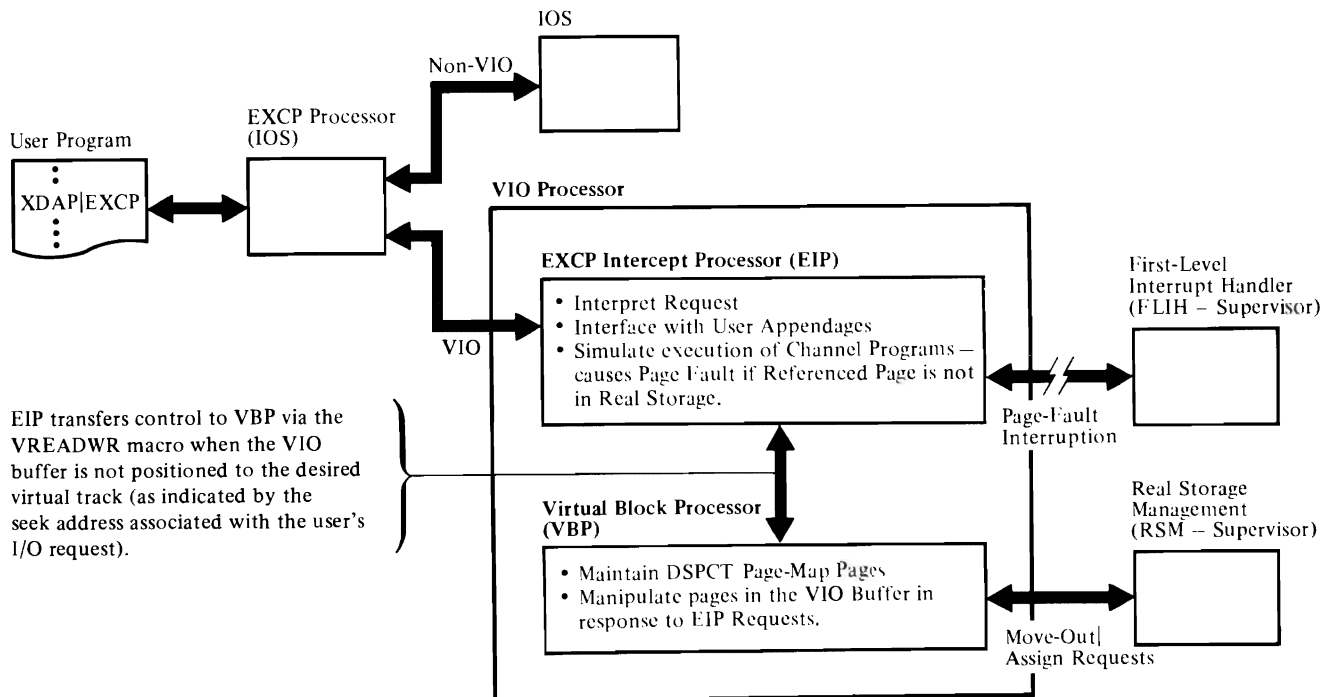 IOS
Non-VIO
EXCP Processor
(IOS)
User Program
XDAP|EXCP
VIO Processor
EXCP Intercept Processor (EIP)
• Interpret Request
• Interface with User Appendages
• Simulate execution of Channel Programs –
causes Page Fault if Referenced Page is not
in Real Storage.
VIO
First-Level
Interrupt Handler
(FLIH – Supervisor)
Page-Fault
Interruption
EIP transfers control to VBP via the
VREADWR macro when the VIO
buffer is not positioned to the desired
virtual track (as indicated by the
seek address associated with the user's
I/O request).
Virtual Block Processor
(VBP)
• Maintain DSPCT Page-Map Pages
• Manipulate pages in the VIO Buffer in
response to EIP Requests.
Real Storage
Management
(RSM – Supervisor)
Move-Out|
Assign Requests